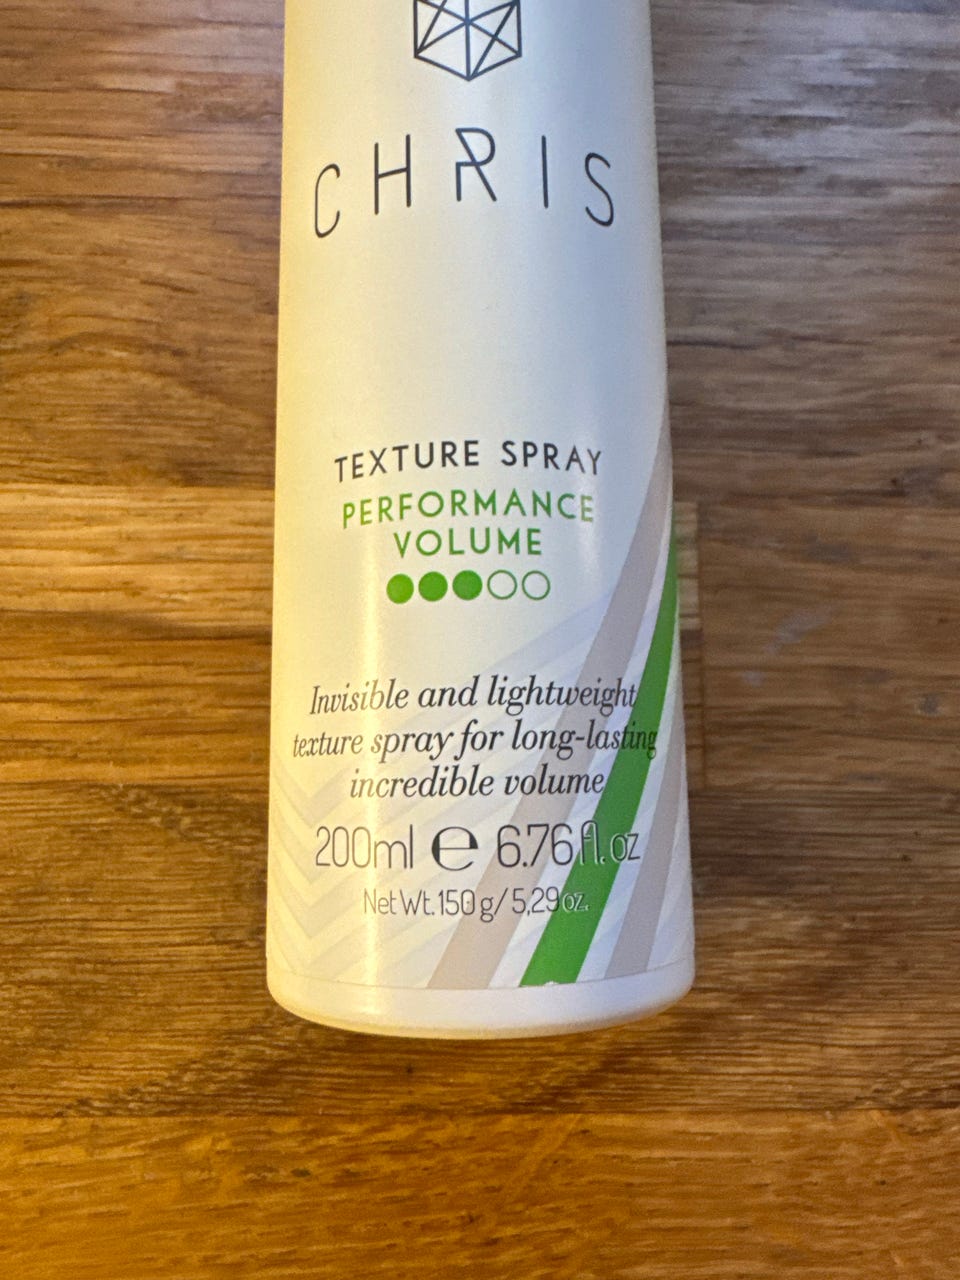 CHRIS
TEXTURE SPRAY
PERFORMANCE
VOLUME
Invisible and lightweight
texture spray for long-lasting
incredible volume
200ml ℮ 6.76 fl. oz
Net Wt. 150 g / 5,29 oz.